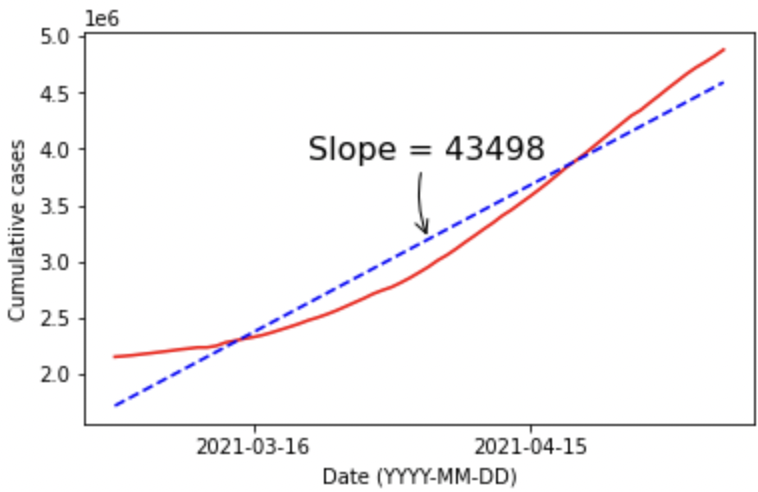 1e6
5.0
4.5
4.0
3.5
3.0
2.5
2.0
Cumulatiive cases
Slope = 43498
2021-03-16
2021-04-15
Date (YYYY-MM-DD)